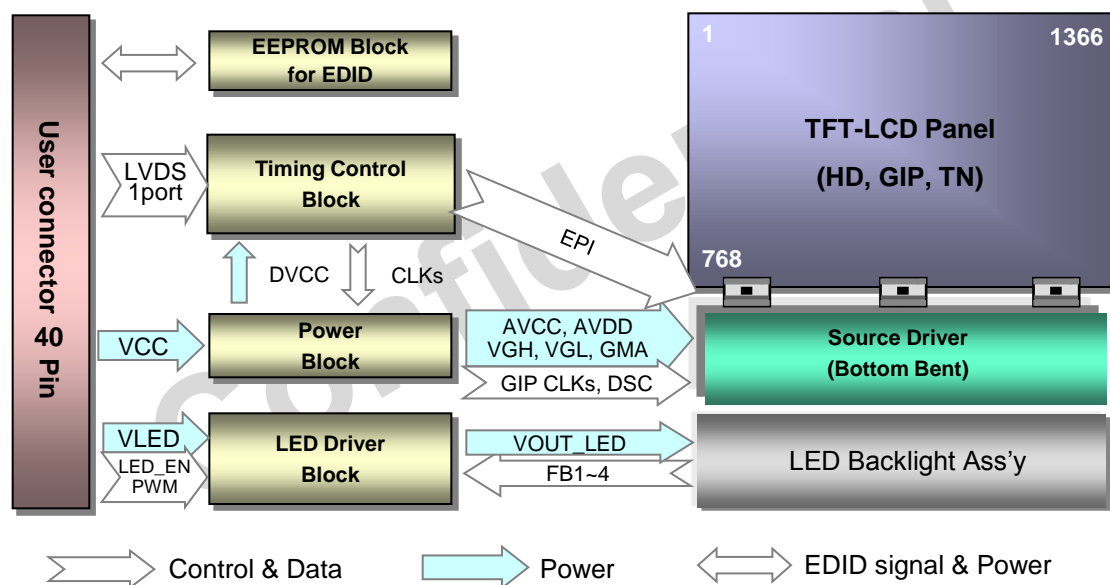 User connector 40 Pin
EEPROM Block
for EDID
LVDS
1port
Timing Control
Block
EPI
DVCC
CLKs
VCC
Power
Block
AVCC, AVDD
VGH, VGL, GMA
GIP CLKs, DSC
VLED
LED_EN
PWM
LED Driver
Block
VOUT_LED
FB1~4
1
1366
TFT-LCD Panel
(HD, GIP, TN)
768
Source Driver
(Bottom Bent)
LED Backlight Ass’y
Control & Data
Power
EDID signal & Power